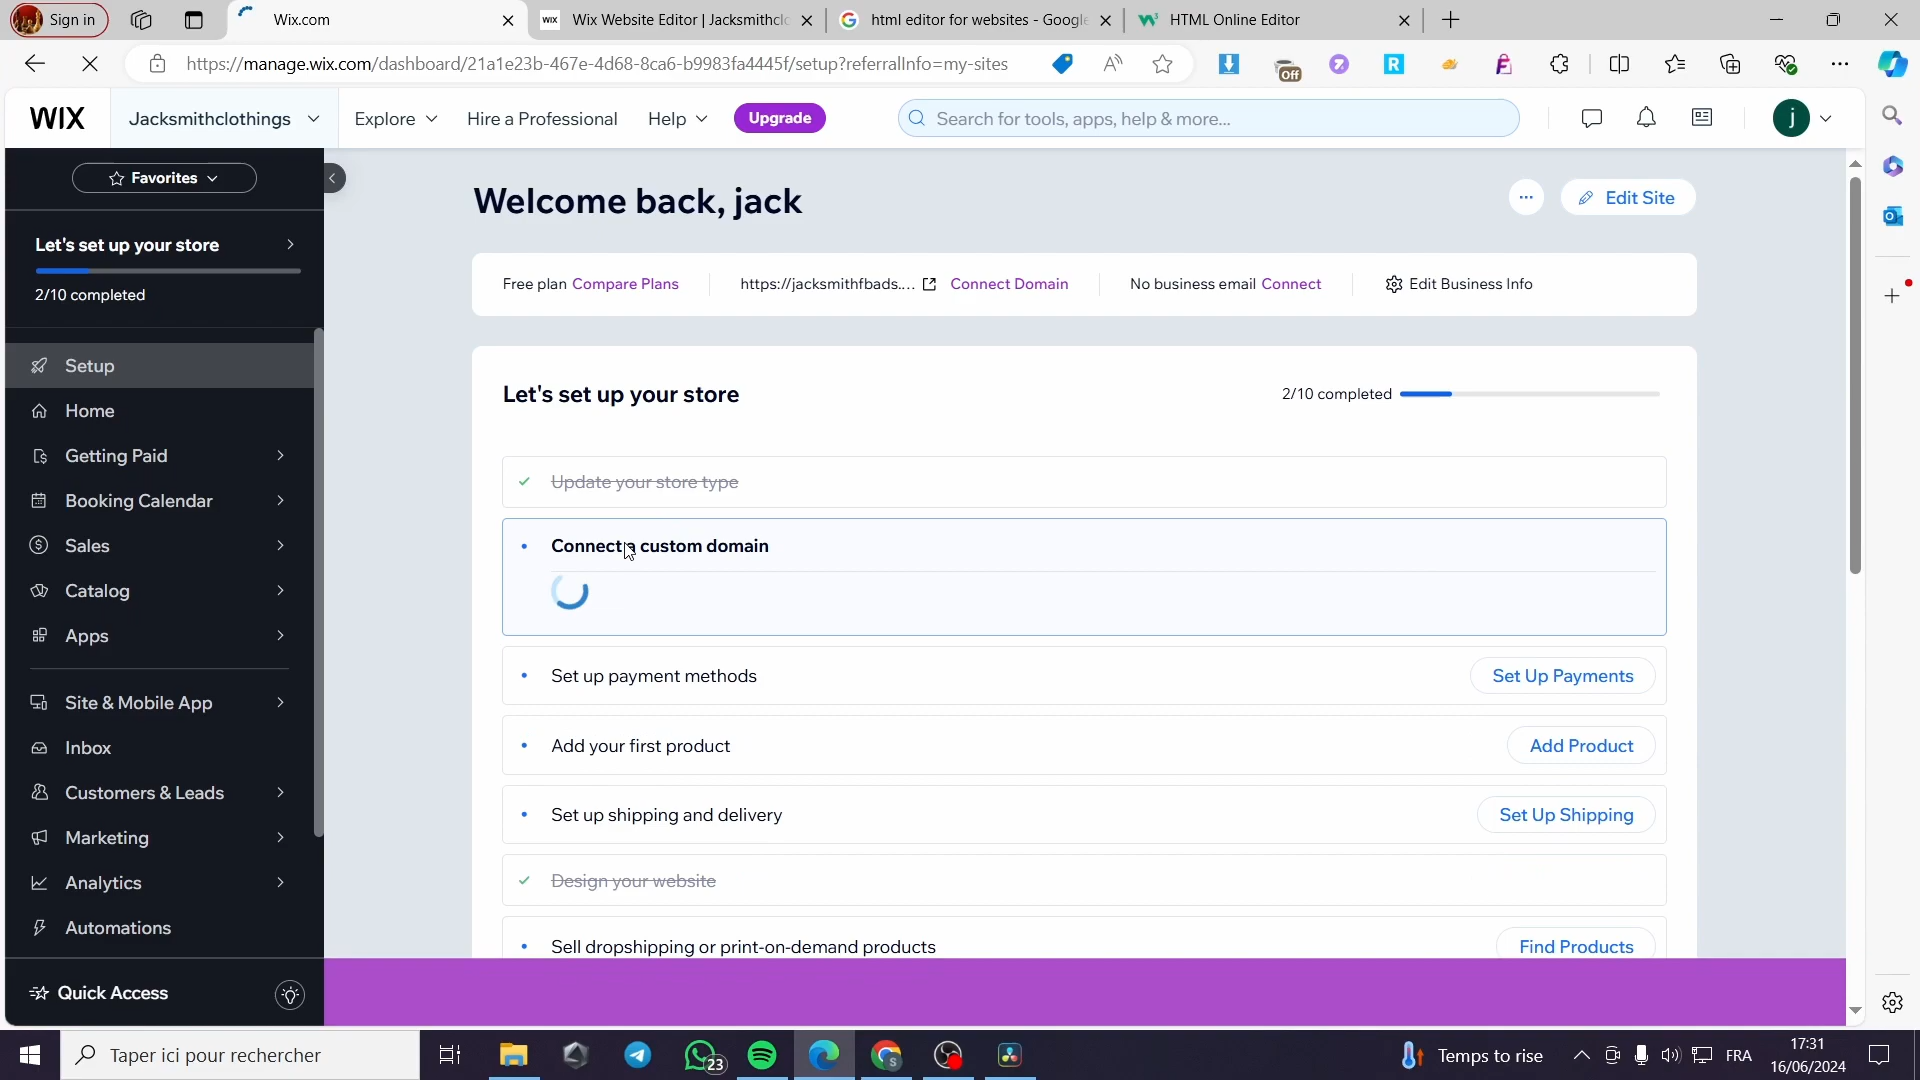 Sign in
Wix.com
WIX Wix Website Editor | Jacksmithclo
html editor for websites - Google
HTML Online Editor
https://manage.wix.com/dashboard/21a1e23b-467e-4d68-8ca6-b9983fa4445f/setup?referralInfo=my-sites
Off
WIX
Jacksmithclothings
Explore
Hire a Professional
Help
Upgrade
Search for tools, apps, help & more...
j
Favorites
Let's set up your store
2/10 completed
Setup
Home
Getting Paid
Booking Calendar
Sales
Catalog
Apps
Site & Mobile App
Inbox
Customers & Leads
Marketing
Analytics
Automations
Quick Access
Welcome back, jack
Edit Site
Free plan Compare Plans
https://jacksmithfbads.... Connect Domain
No business email Connect
Edit Business Info
Let's set up your store
2/10 completed
Update your store type
Connect a custom domain
Set up payment methods
Set Up Payments
Add your first product
Add Product
Set up shipping and delivery
Set Up Shipping
Design your website
Sell dropshipping or print-on-demand products
Find Products
Taper ici pour rechercher
23
Temps to rise
FRA
17:31
16/06/2024